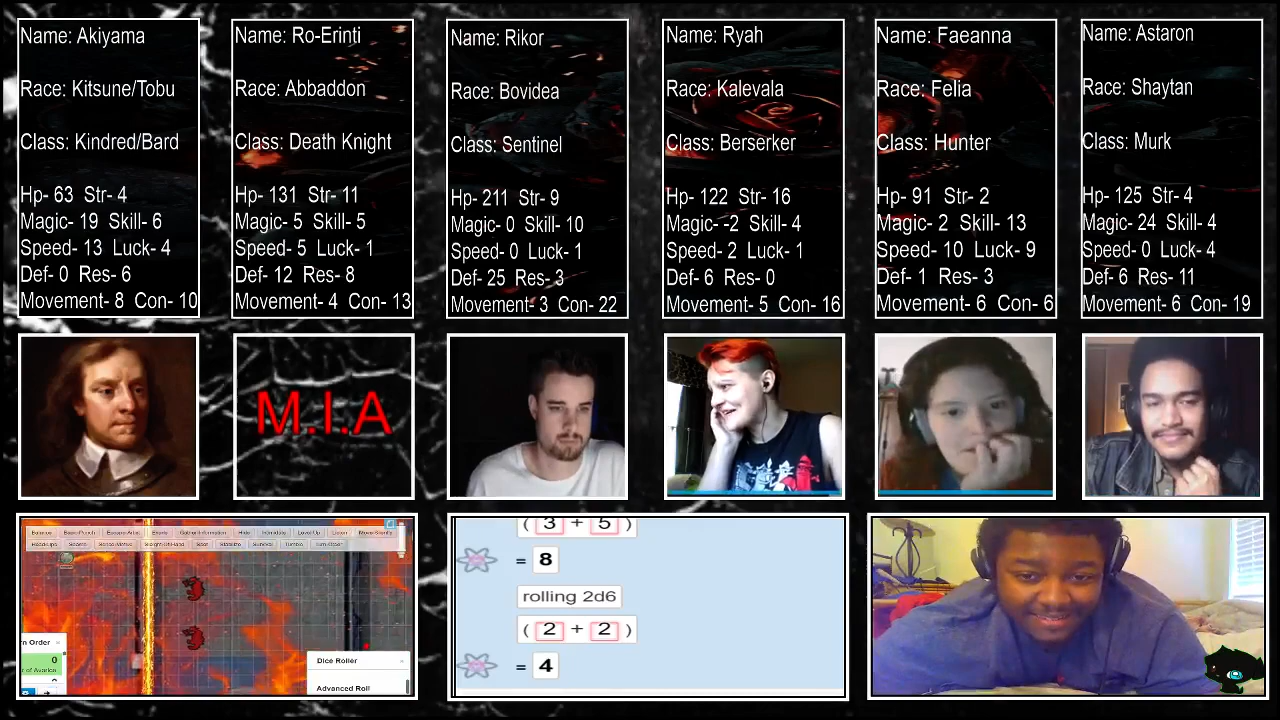 Name: Akiyama
Race: Kitsune/Tobu
Class: Kindred/Bard
Hp- 63 Str- 4
Magic- 19 Skill- 6
Speed- 13 Luck- 4
Def- 0 Res- 6
Movement- 8 Con- 10
Name: Ro-Erinti
Race: Abbaddon
Class: Death Knight
Hp- 131 Str- 11
Magic- 5 Skill- 5
Speed- 5 Luck- 1
Def- 12 Res- 8
Movement- 4 Con- 13
Name: Rikor
Race: Bovidea
Class: Sentinel
Hp- 211 Str- 9
Magic- 0 Skill- 10
Speed- 0 Luck- 1
Def- 25 Res- 3
Movement- 3 Con- 22
Name: Ryah
Race: Kalevala
Class: Berserker
Hp- 122 Str- 16
Magic- -2 Skill- 4
Speed- 2 Luck- 1
Def- 6 Res- 0
Movement- 5 Con- 16
Name: Faeanna
Race: Felia
Class: Hunter
Hp- 91 Str- 2
Magic- 2 Skill- 13
Speed- 10 Luck- 9
Def- 1 Res- 3
Movement- 6 Con- 6
Name: Astaron
Race: Shaytan
Class: Murk
Hp- 125 Str- 4
Magic- 24 Skill- 4
Speed- 0 Luck- 4
Def- 6 Res- 11
Movement- 6 Con- 19
M.I.A
rn Order
0
Dice Roller
Advanced Roll
( 3 + 5 )
= 8
rolling 2d6
( 2 + 2 )
= 4